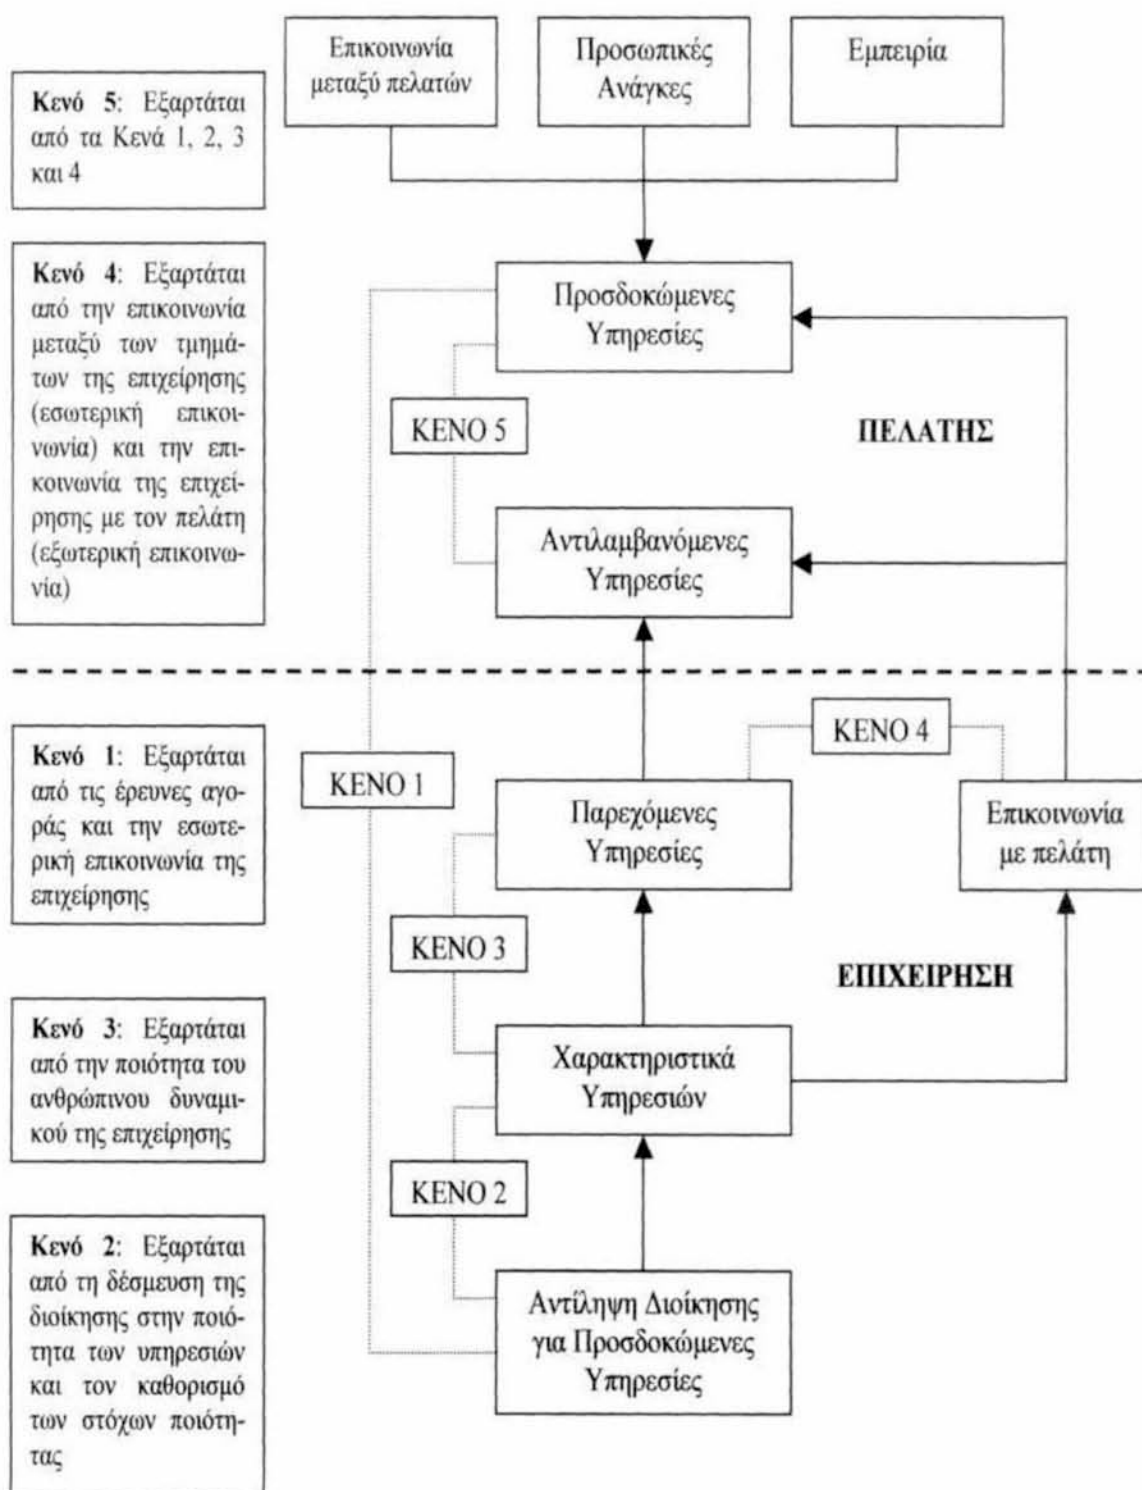 Επικοινωνία
μεταξύ πελατών
Προσωπικές
Ανάγκες
Εμπειρία
Κενό 5: Εξαρτάται
από τα Κενά 1, 2, 3
και 4
Κενό 4: Εξαρτάται
από την επικοινωνία
μεταξύ των τμημά-
των της επιχείρησης
(εσωτερική επικοι-
νωνία) και την επι-
κοινωνία της επιχεί-
ρησης με τον πελάτη
(εξωτερική επικοινω-
νία)
Προσδοκώμενες
Υπηρεσίες
ΚΕΝΟ 5
ΠΕΛΑΤΗΣ
Αντιλαμβανόμενες
Υπηρεσίες
Κενό 1: Εξαρτάται
από τις έρευνες αγο-
ράς και την εσωτε-
ρική επικοινωνία της
επιχείρησης
ΚΕΝΟ 4
ΚΕΝΟ 1
Παρεχόμενες
Υπηρεσίες
Επικοινωνία
με πελάτη
ΚΕΝΟ 3
ΕΠΙΧΕΙΡΗΣΗ
Κενό 3: Εξαρτάται
από την ποιότητα του
ανθρώπινου δυναμι-
κού της επιχείρησης
Χαρακτηριστικά
Υπηρεσιών
ΚΕΝΟ 2
Κενό 2: Εξαρτάται
από τη δέσμευση της
διοίκησης στην ποιό-
τητα των υπηρεσιών
και τον καθορισμό
των στόχων ποιότη-
τας
Αντίληψη Διοίκησης
για Προσδοκώμενες
Υπηρεσίες